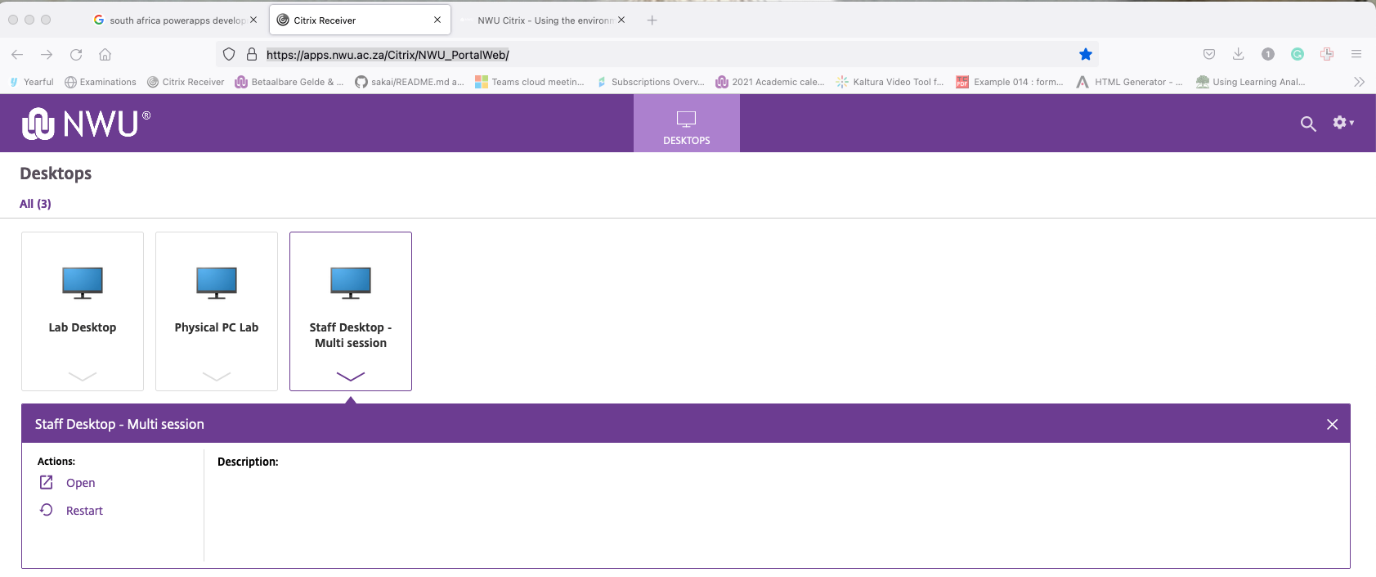 south africa powerapps develop
Citrix Receiver
NWU Citrix - Using the environm
https://apps.nwu.ac.za/Citrix/NWU_PortalWeb/
Yearful
Examinations
Citrix Receiver
Betaalbare Gelde & ...
sakai/README.md a...
Teams cloud meetin...
Subscriptions Overv...
2021 Academic cale...
Kaltura Video Tool f...
Example 014 : form...
HTML Generator - ...
Using Learning Anal...
NWU®
DESKTOPS
Desktops
All (3)
Lab Desktop
Physical PC Lab
Staff Desktop -
Multi session
Staff Desktop - Multi session
Actions:
Description:
Open
Restart